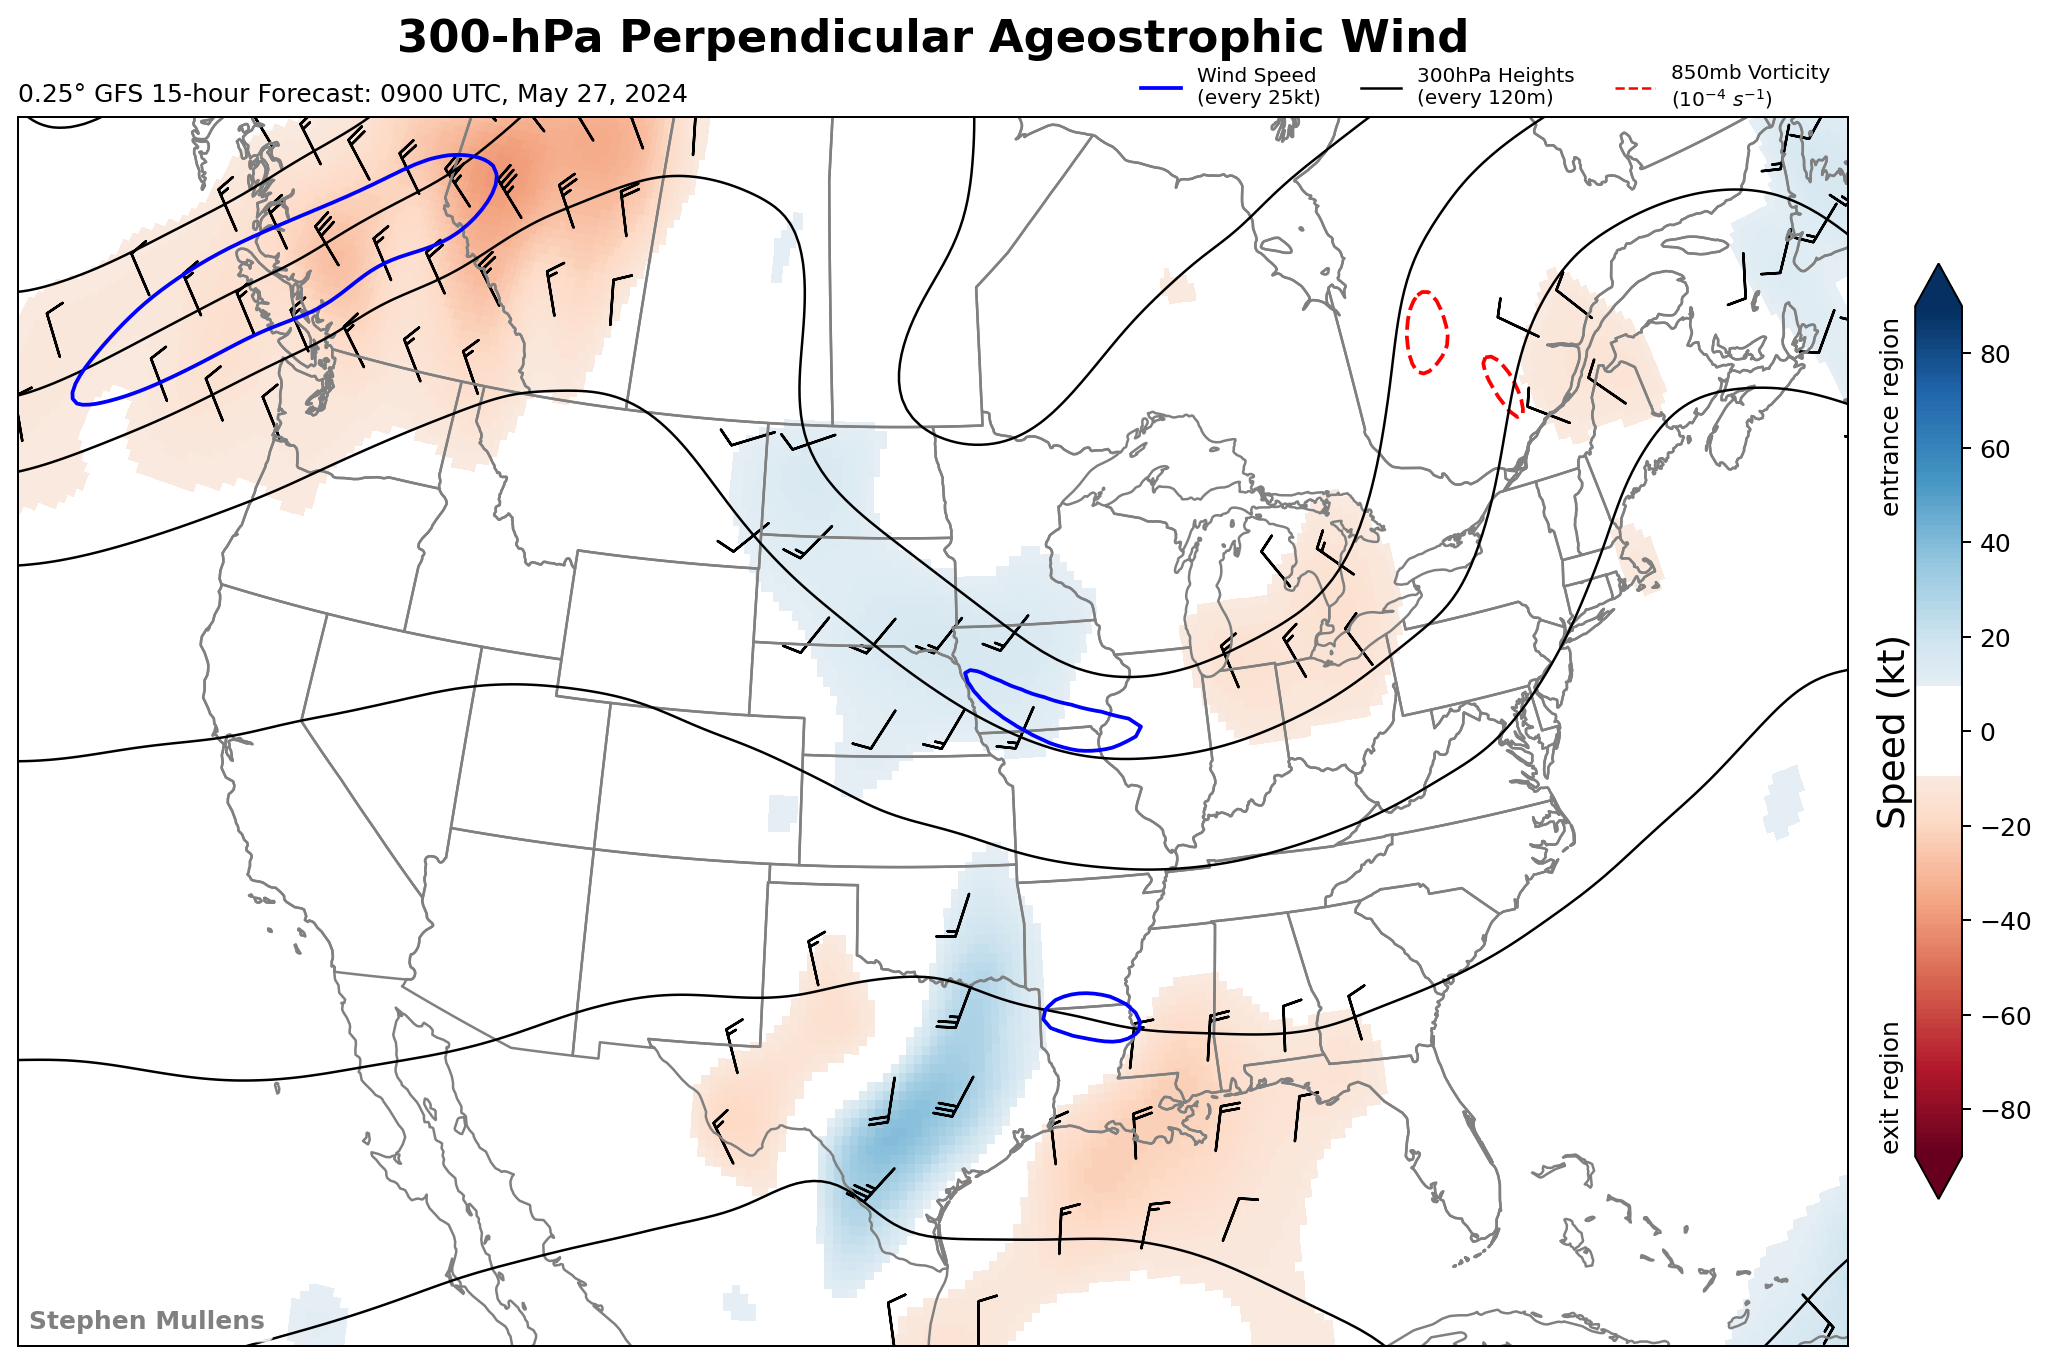 300-hPa Perpendicular Ageostrophic Wind
0.25° GFS 15-hour Forecast: 0900 UTC, May 27, 2024
Wind Speed
(every 25kt)
300hPa Heights
(every 120m)
850mb Vorticity
(10⁻⁴ s⁻¹)
entrance region
Speed (kt)
exit region
80
60
40
20
0
−20
−40
−60
−80
Stephen Mullens